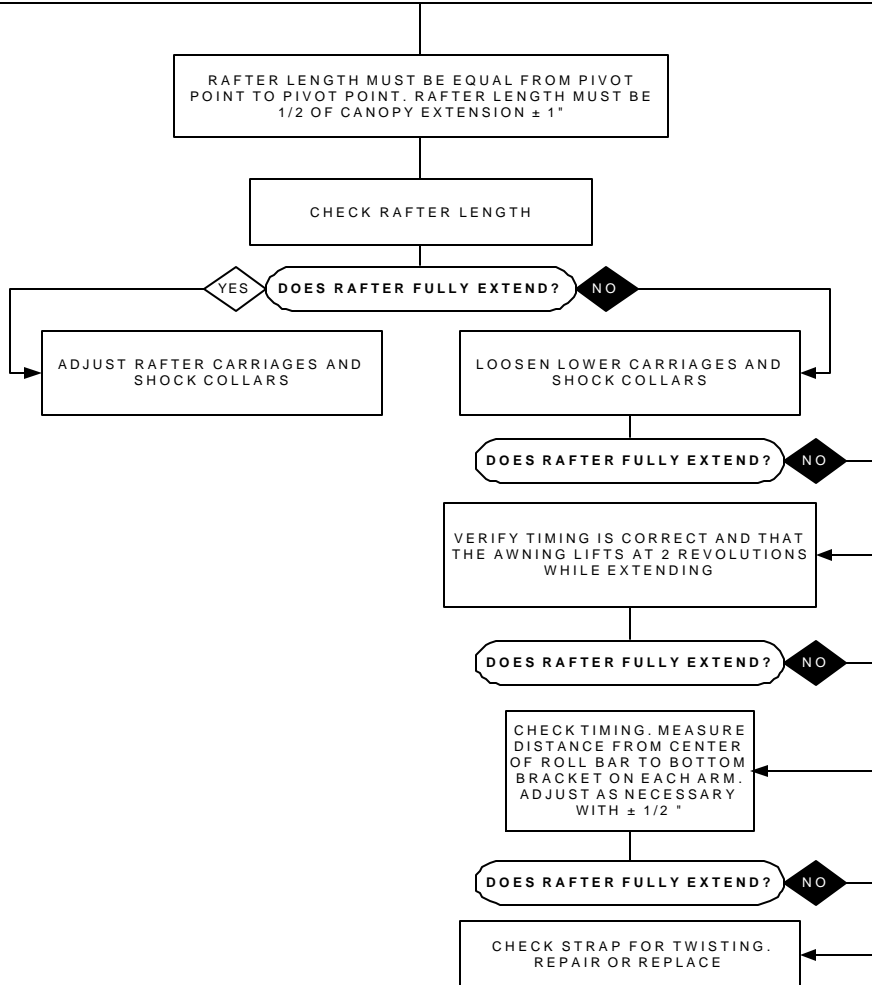 RAFTER LENGTH MUST BE EQUAL FROM PIVOT
POINT TO PIVOT POINT. RAFTER LENGTH MUST BE
1/2 OF CANOPY EXTENSION ± 1"
CHECK RAFTER LENGTH
YES
DOES RAFTER FULLY EXTEND?
NO
ADJUST RAFTER CARRIAGES AND
SHOCK COLLARS
LOOSEN LOWER CARRIAGES AND
SHOCK COLLARS
DOES RAFTER FULLY EXTEND?
NO
VERIFY TIMING IS CORRECT AND THAT
THE AWNING LIFTS AT 2 REVOLUTIONS
WHILE EXTENDING
DOES RAFTER FULLY EXTEND?
NO
CHECK TIMING. MEASURE
DISTANCE FROM CENTER
OF ROLL BAR TO BOTTOM
BRACKET ON EACH ARM.
ADJUST AS NECESSARY
WITH ± 1/2 "
DOES RAFTER FULLY EXTEND?
NO
CHECK STRAP FOR TWISTING.
REPAIR OR REPLACE